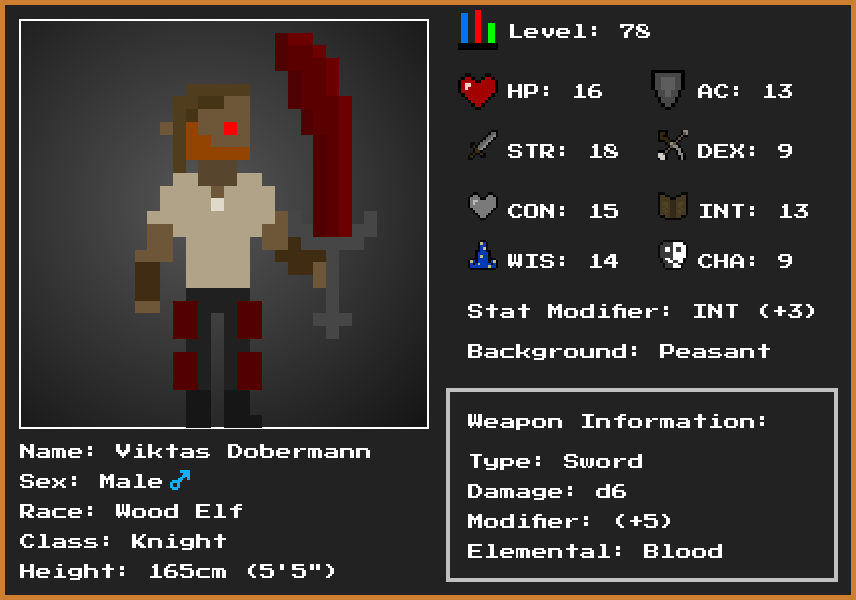 Level: 78
HP: 16
AC: 13
STR: 18
DEX: 9
CON: 15
INT: 13
WIS: 14
CHA: 9
Stat Modifier: INT (+3)
Background: Peasant
Weapon Information:
Type: Sword
Damage: d6
Modifier: (+5)
Elemental: Blood
Name: Viktas Dobermann
Sex: Male♂
Race: Wood Elf
Class: Knight
Height: 165cm (5'5")